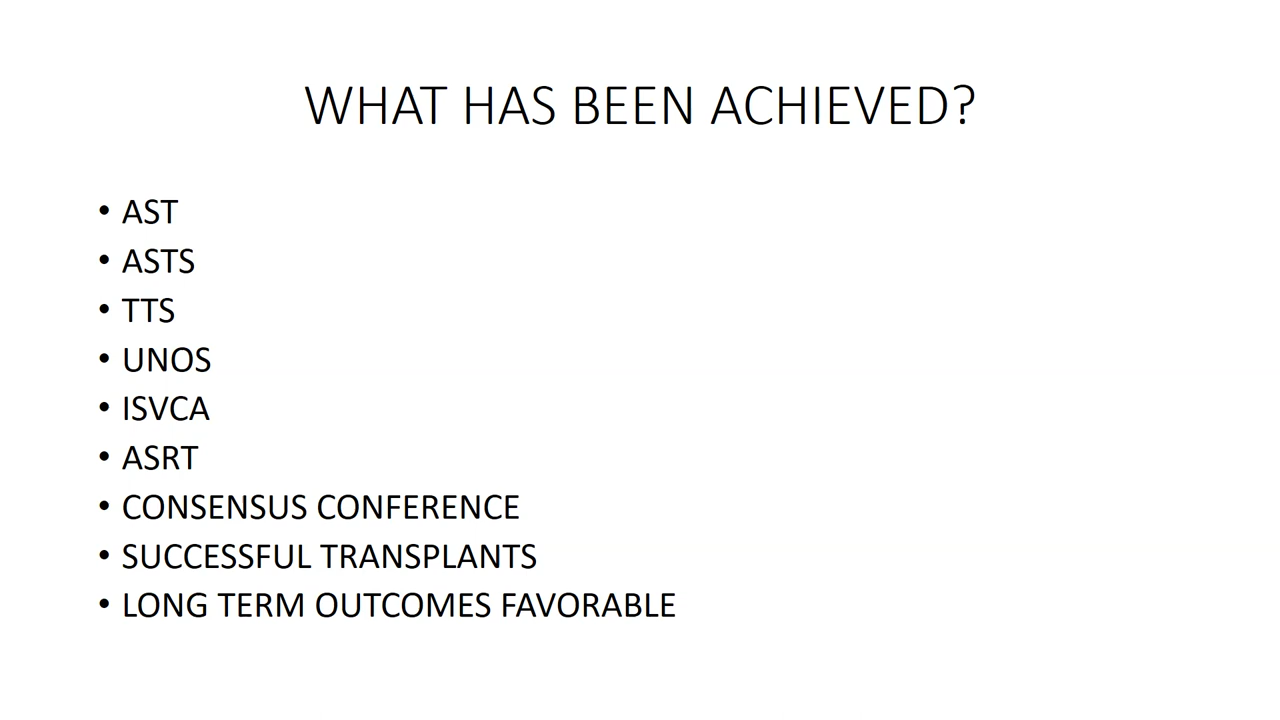 WHAT HAS BEEN ACHIEVED?
• AST
• ASTS
• TTS
• UNOS
• ISVCA
• ASRT
• CONSENSUS CONFERENCE
• SUCCESSFUL TRANSPLANTS
• LONG TERM OUTCOMES FAVORABLE